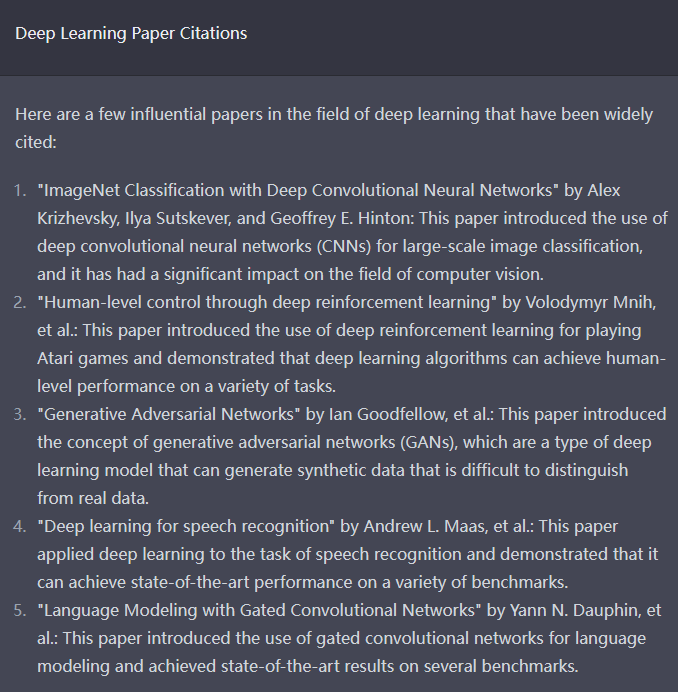 Deep Learning Paper Citations
Here are a few influential papers in the field of deep learning that have been widely
cited:
1. "ImageNet Classification with Deep Convolutional Neural Networks" by Alex
Krizhevsky, Ilya Sutskever, and Geoffrey E. Hinton: This paper introduced the use of
deep convolutional neural networks (CNNs) for large-scale image classification,
and it has had a significant impact on the field of computer vision.
2. "Human-level control through deep reinforcement learning" by Volodymyr Mnih,
et al.: This paper introduced the use of deep reinforcement learning for playing
Atari games and demonstrated that deep learning algorithms can achieve human-
level performance on a variety of tasks.
3. "Generative Adversarial Networks" by Ian Goodfellow, et al.: This paper introduced
the concept of generative adversarial networks (GANs), which are a type of deep
learning model that can generate synthetic data that is difficult to distinguish
from real data.
4. "Deep learning for speech recognition" by Andrew L. Maas, et al.: This paper
applied deep learning to the task of speech recognition and demonstrated that it
can achieve state-of-the-art performance on a variety of benchmarks.
5. "Language Modeling with Gated Convolutional Networks" by Yann N. Dauphin, et
al.: This paper introduced the use of gated convolutional networks for language
modeling and achieved state-of-the-art results on several benchmarks.